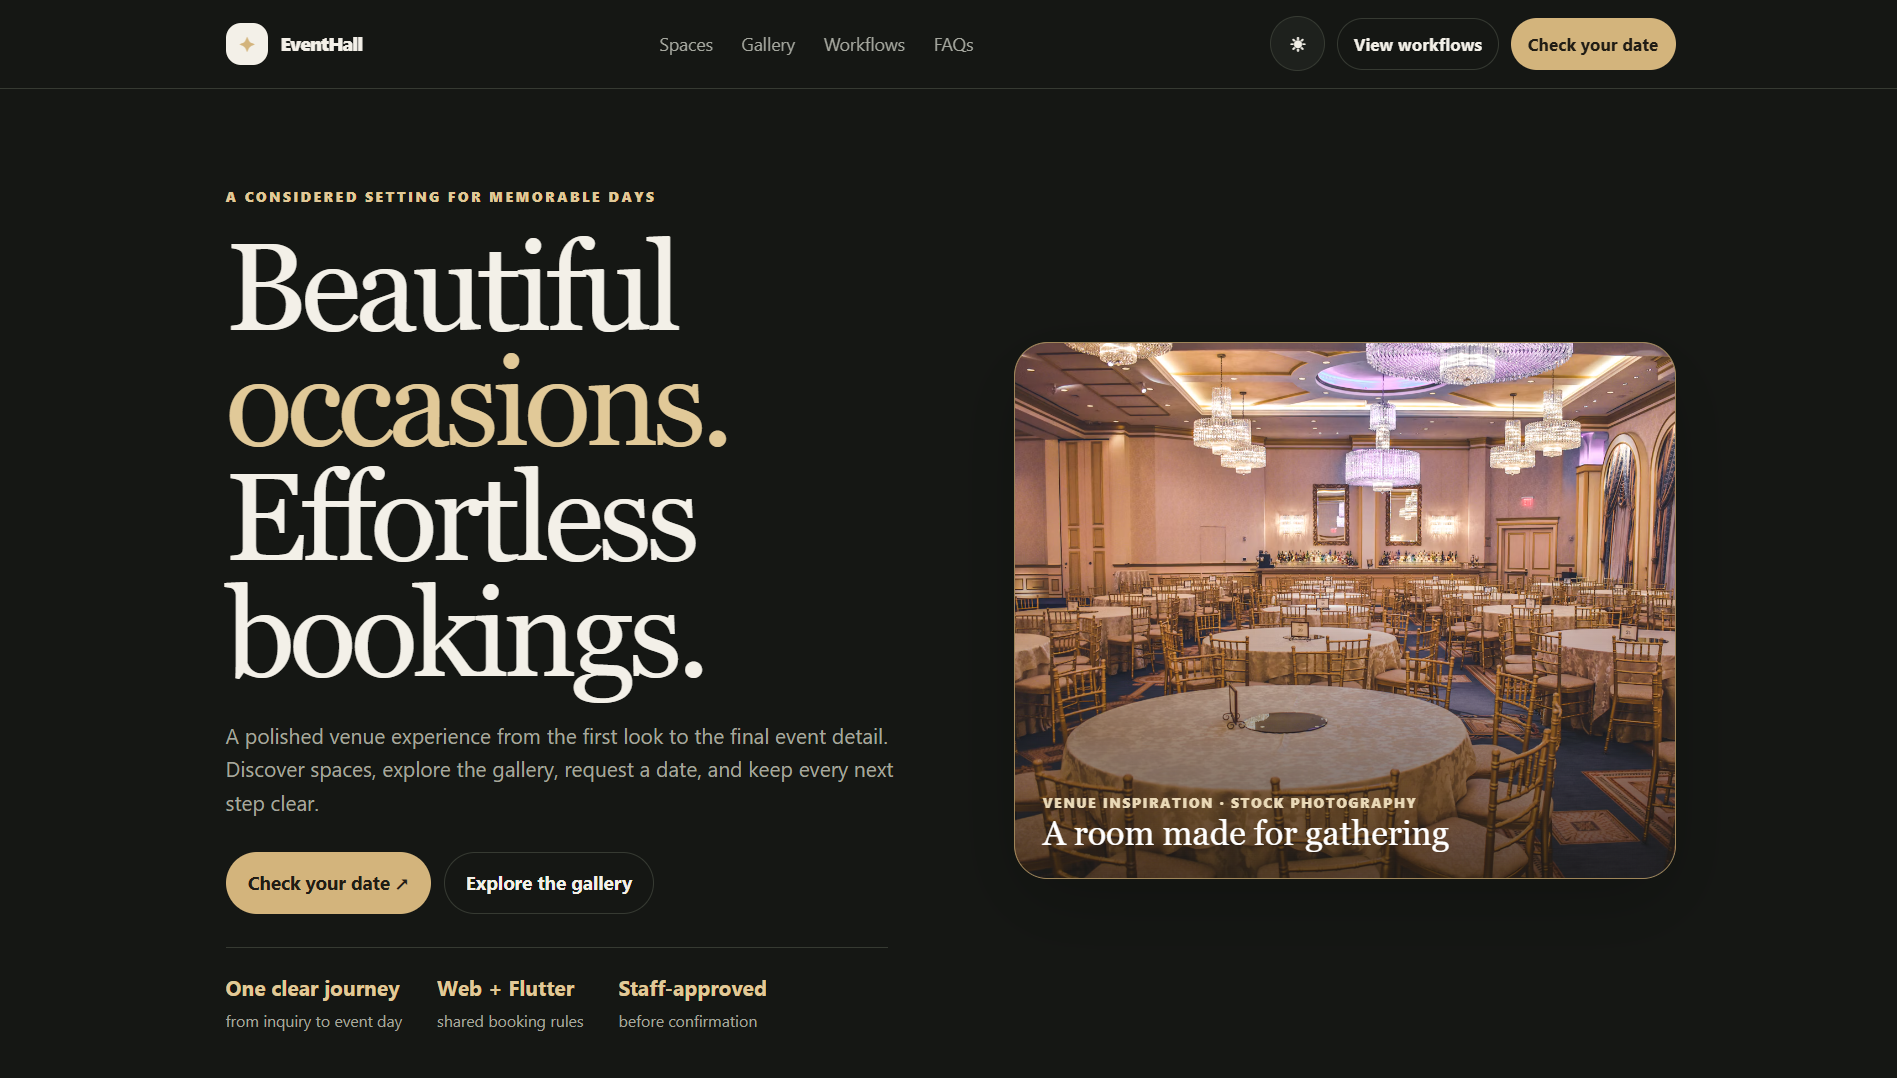 EventHall
Spaces
Gallery
Workflows
FAQs
View workflows
Check your date
A CONSIDERED SETTING FOR MEMORABLE DAYS
Beautiful
occasions.
Effortless
bookings.
A polished venue experience from the first look to the final event detail.
Discover spaces, explore the gallery, request a date, and keep every next
step clear.
Check your date ↗
Explore the gallery
One clear journey
from inquiry to event day
Web + Flutter
shared booking rules
Staff-approved
before confirmation
VENUE INSPIRATION · STOCK PHOTOGRAPHY
A room made for gathering